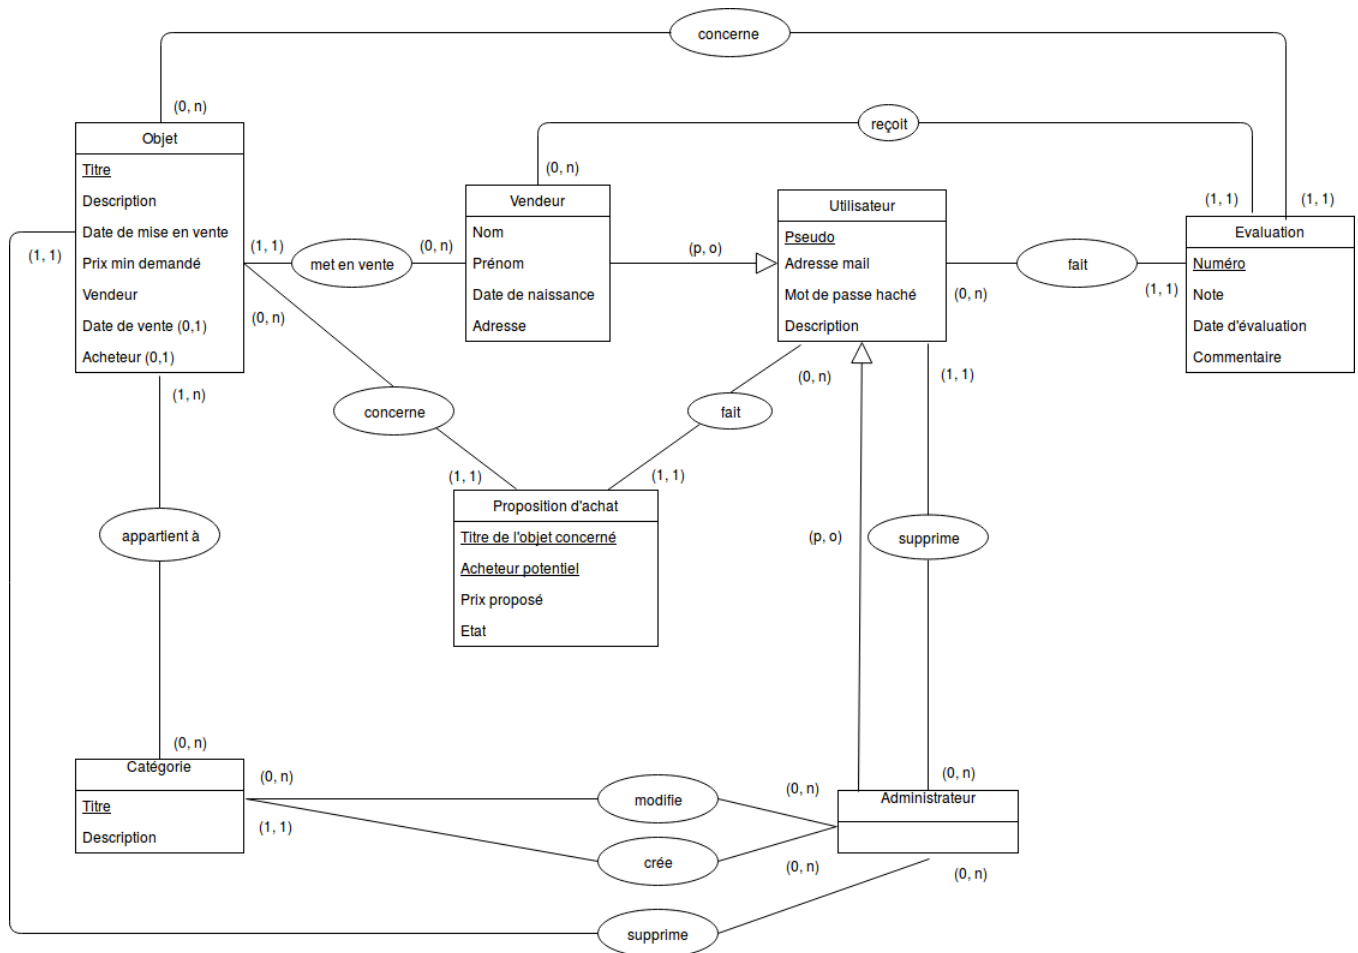 concerne
(0, n)
reçoit
Objet
Titre
Description
Date de mise en vente
Prix min demandé
Vendeur
Date de vente (0,1)
Acheteur (0,1)
(0, n)
Vendeur
Nom
Prénom
Date de naissance
Adresse
Utilisateur
Pseudo
Adresse mail
Mot de passe haché
Description
(1, 1)
(1, 1)
Evaluation
Numéro
Note
Date d'évaluation
Commentaire
(1, 1)
(1, 1)
met en vente
(0, n)
(p, o)
fait
(0, n)
(1, 1)
(0, n)
(1, n)
concerne
(0, n)
fait
(1, 1)
(1, 1)
(1, 1)
Proposition d'achat
Titre de l'objet concerné
Acheteur potentiel
Prix proposé
Etat
appartient à
(p, o)
supprime
(0, n)
Catégorie
Titre
Description
(0, n)
(1, 1)
modifie
crée
(0, n)
(0, n)
(0, n)
Administrateur
(0, n)
supprime